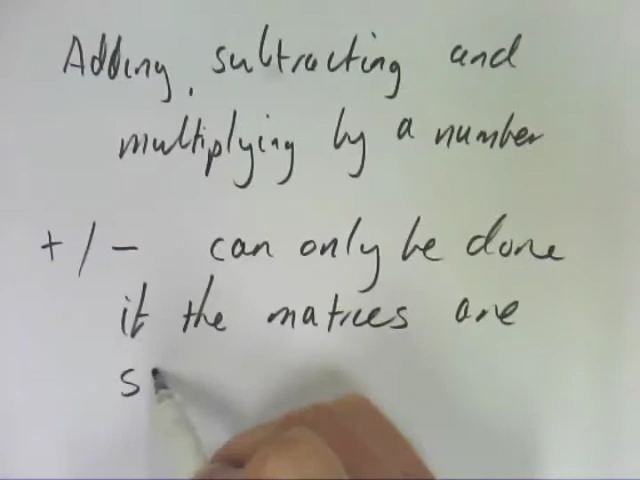 Adding, subtracting and
multiplying by a number
+/- can only be done
if the matrices are
s